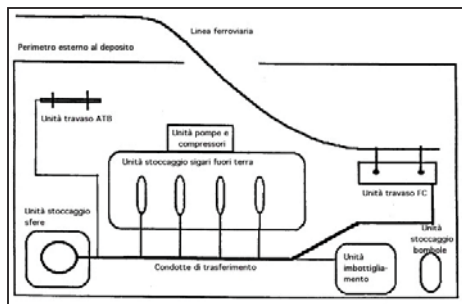 Linea ferroviaria
Perimetro esterno al deposito
Unità travaso ATB
Unità pompe e
compressori
Unità stoccaggio sigari fuori terra
Unità travaso FC
Unità stoccaggio
sfere
Unità
stoccaggio
bombole
Condotte di trasferimento
Unità
imbottiglia-
mento